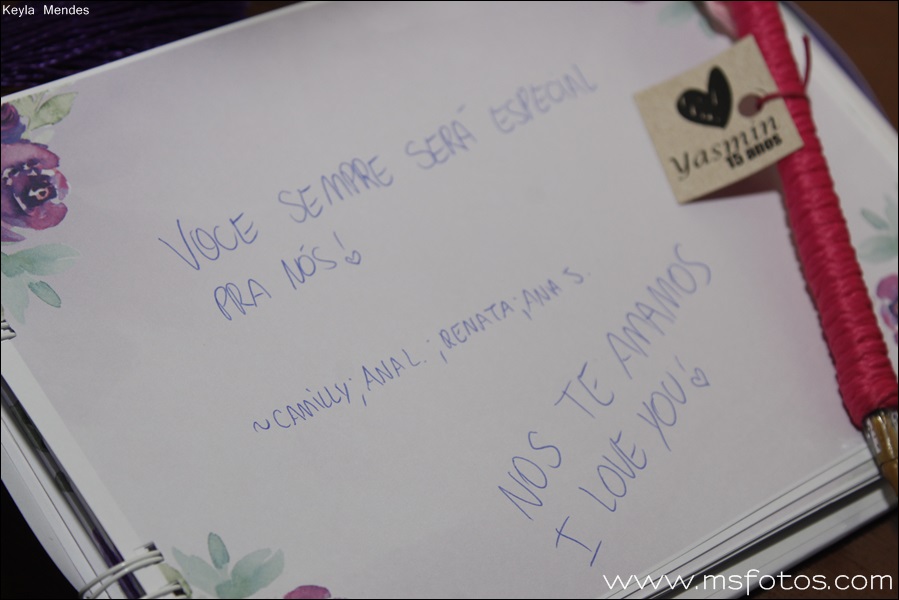 Keyla Mendes
Yasmin
15 anos
VOCE SEMPRE SERÁ ESPECIAL
PRA NÓS!
~CAMILLY; ANA L.; RENATA; ANA S.
NOS TE AMAMOS
I LOVE YOU!
www.msfotos.com